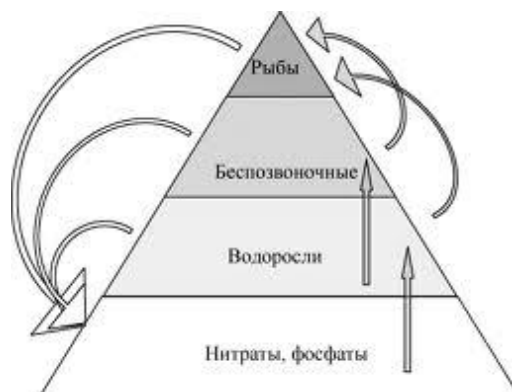 Рыбы
Беспозвоночные
Водоросли
Нитраты, фосфаты